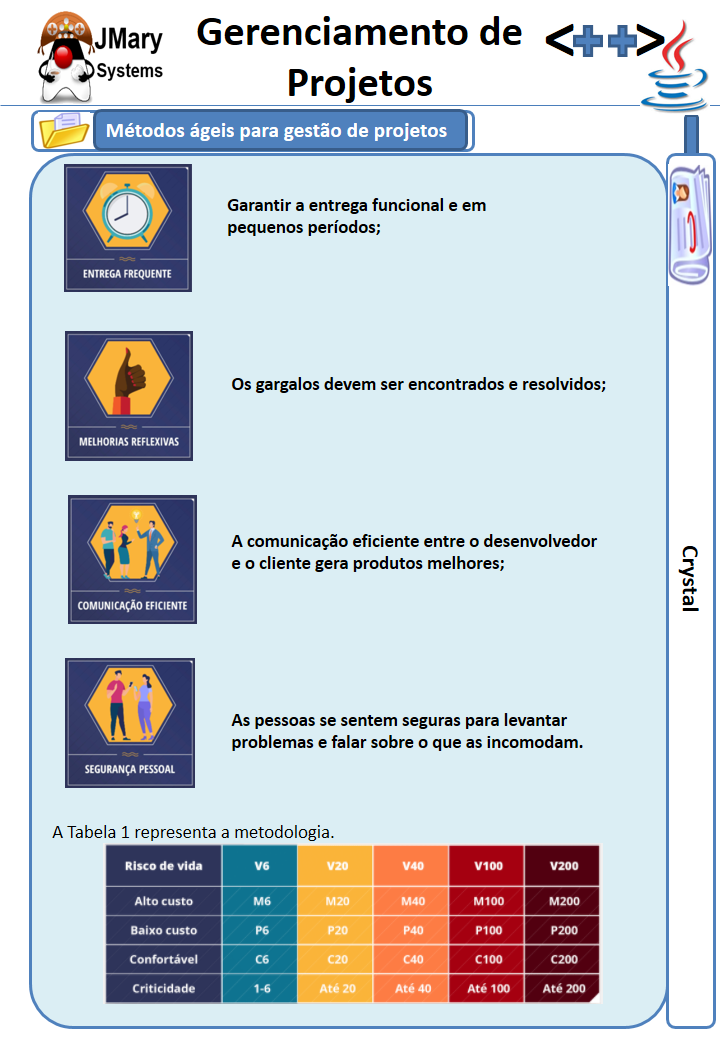 JMary
Systems
Gerenciamento de
Projetos
<++>
Métodos ágeis para gestão de projetos
ENTREGA FREQUENTE
Garantir a entrega funcional e em
pequenos períodos;
MELHORIAS REFLEXIVAS
Os gargalos devem ser encontrados e resolvidos;
COMUNICAÇÃO EFICIENTE
A comunicação eficiente entre o desenvolvedor
e o cliente gera produtos melhores;
SEGURANÇA PESSOAL
As pessoas se sentem seguras para levantar
problemas e falar sobre o que as incomodam.
Crystal
A Tabela 1 representa a metodologia.
Risco de vida V6 V20 V40 V100 V200
Alto custo M6 M20 M40 M100 M200
Baixo custo P6 P20 P40 P100 P200
Confortável C6 C20 C40 C100 C200
Criticidade 1-6 Até 20 Até 40 Até 100 Até 200